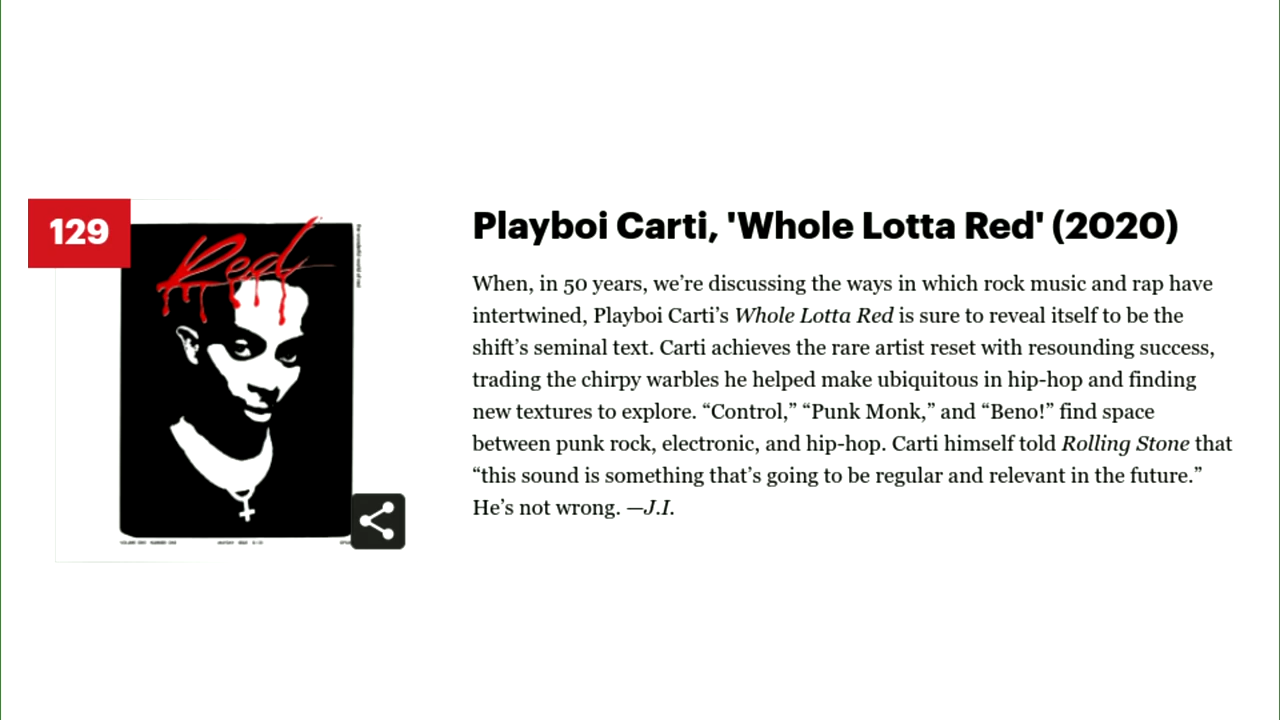 129
Red
Playboi Carti, 'Whole Lotta Red' (2020)
When, in 50 years, we’re discussing the ways in which rock music and rap have
intertwined, Playboi Carti’s Whole Lotta Red is sure to reveal itself to be the
shift’s seminal text. Carti achieves the rare artist reset with resounding success,
trading the chirpy warbles he helped make ubiquitous in hip-hop and finding
new textures to explore. “Control,” “Punk Monk,” and “Beno!” find space
between punk rock, electronic, and hip-hop. Carti himself told Rolling Stone that
“this sound is something that’s going to be regular and relevant in the future.”
He’s not wrong. —J.I.